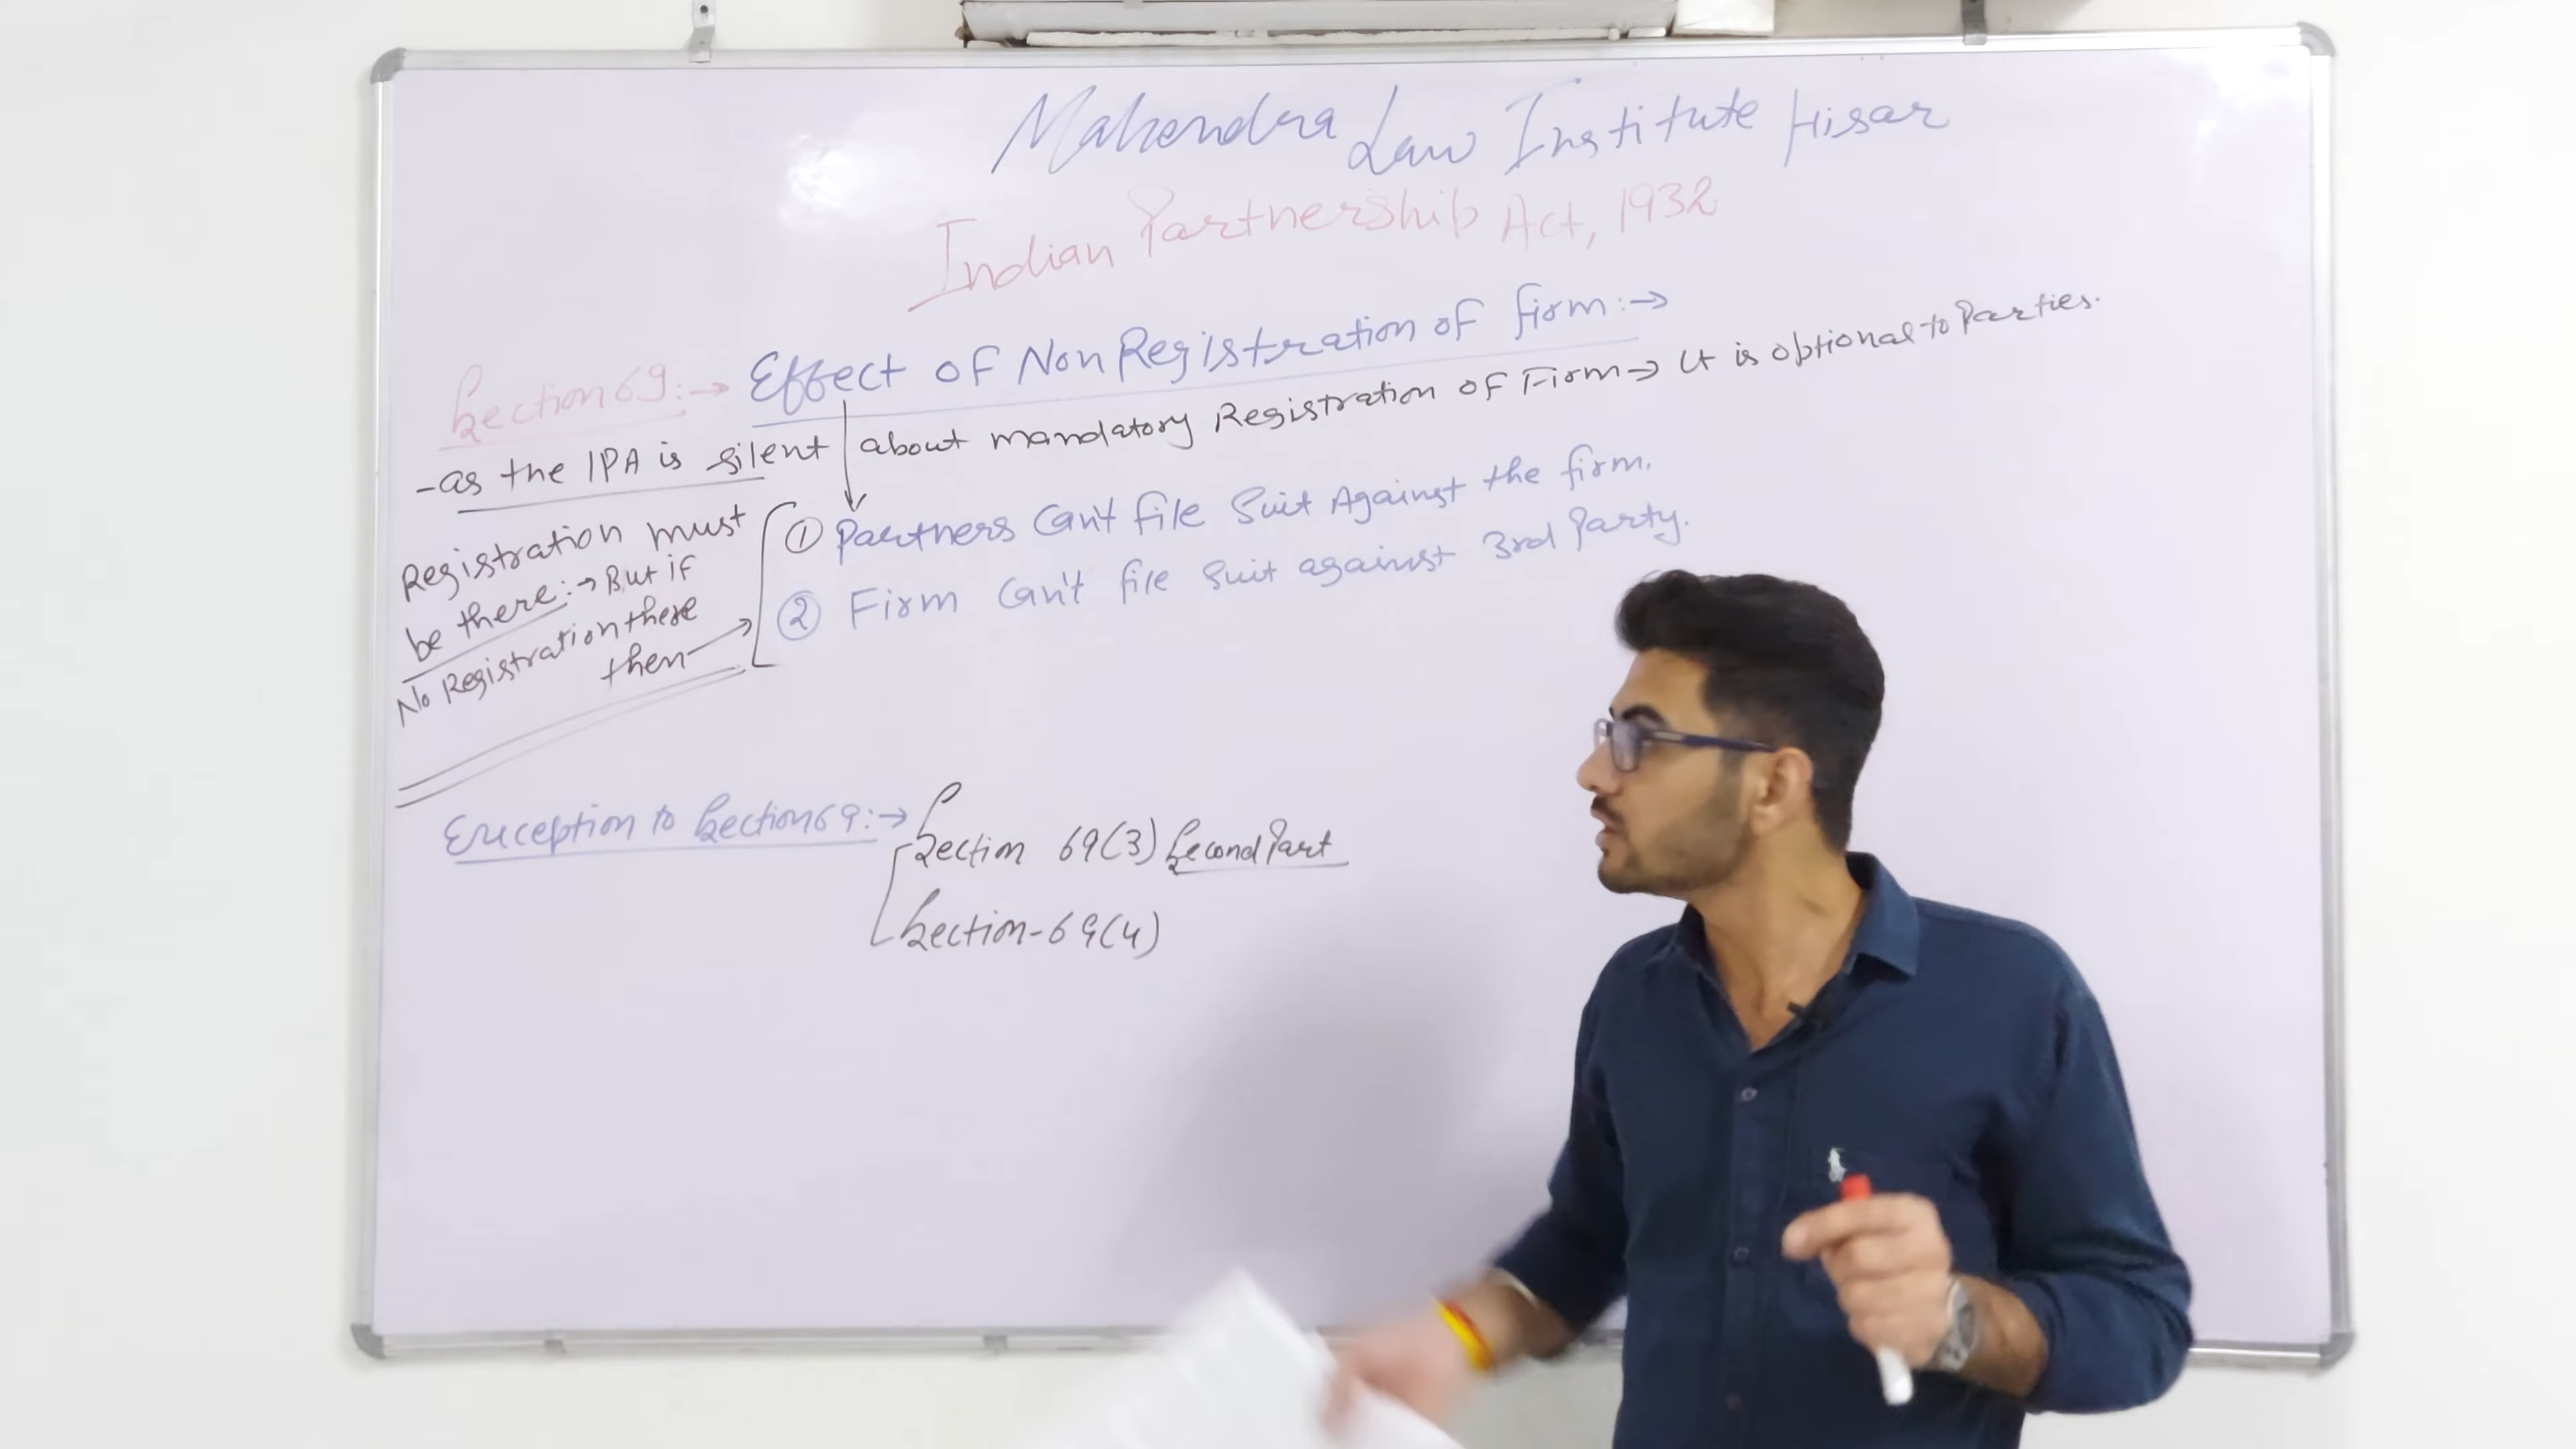 Mahendra Law Institute Hisar
Indian Partnership Act, 1932
Section 69:→ Effect of Non Registration of firm:→
-as the IPA is silent about mandatory Registration of Firm→ It is optional to Parties.
Registration must
be there:→ But if
No Registration there
then→
① Partners Can't file Suit Against the firm.
② Firm Can't file Suit against 3rd Party.
Exception to Section 69:→
Section 69(3) Second Part
Section-69(4)